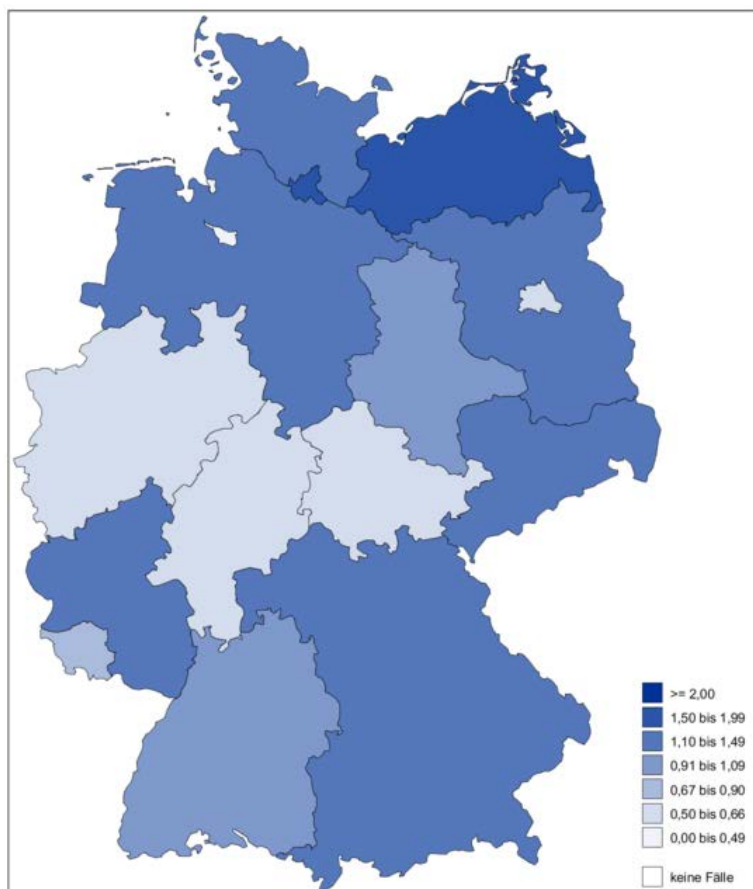 >= 2,00
1,50 bis 1,99
1,10 bis 1,49
0,91 bis 1,09
0,67 bis 0,90
0,50 bis 0,66
0,00 bis 0,49
keine Fälle